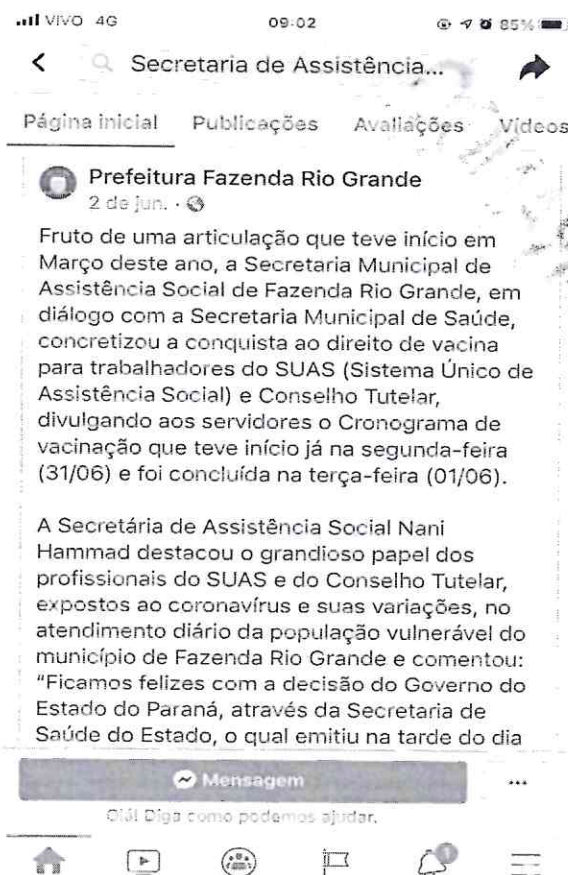 VIVO 4G 09:02 85%
Secretaria de Assistência...
Página inicial Publicações Avaliações Vídeos
Prefeitura Fazenda Rio Grande
2 de jun. ·
Fruto de uma articulação que teve início em
Março deste ano, a Secretaria Municipal de
Assistência Social de Fazenda Rio Grande, em
diálogo com a Secretaria Municipal de Saúde,
concretizou a conquista ao direito de vacina
para trabalhadores do SUAS (Sistema Único de
Assistência Social) e Conselho Tutelar,
divulgando aos servidores o Cronograma de
vacinação que teve início já na segunda-feira
(31/06) e foi concluída na terça-feira (01/06).
A Secretária de Assistência Social Nani
Hammad destacou o grandioso papel dos
profissionais do SUAS e do Conselho Tutelar,
expostos ao coronavírus e suas variações, no
atendimento diário da população vulnerável do
município de Fazenda Rio Grande e comentou:
"Ficamos felizes com a decisão do Governo do
Estado do Paraná, através da Secretaria de
Saúde do Estado, o qual emitiu na tarde do dia
Mensagem
Olá! Diga como podemos ajudar.
1